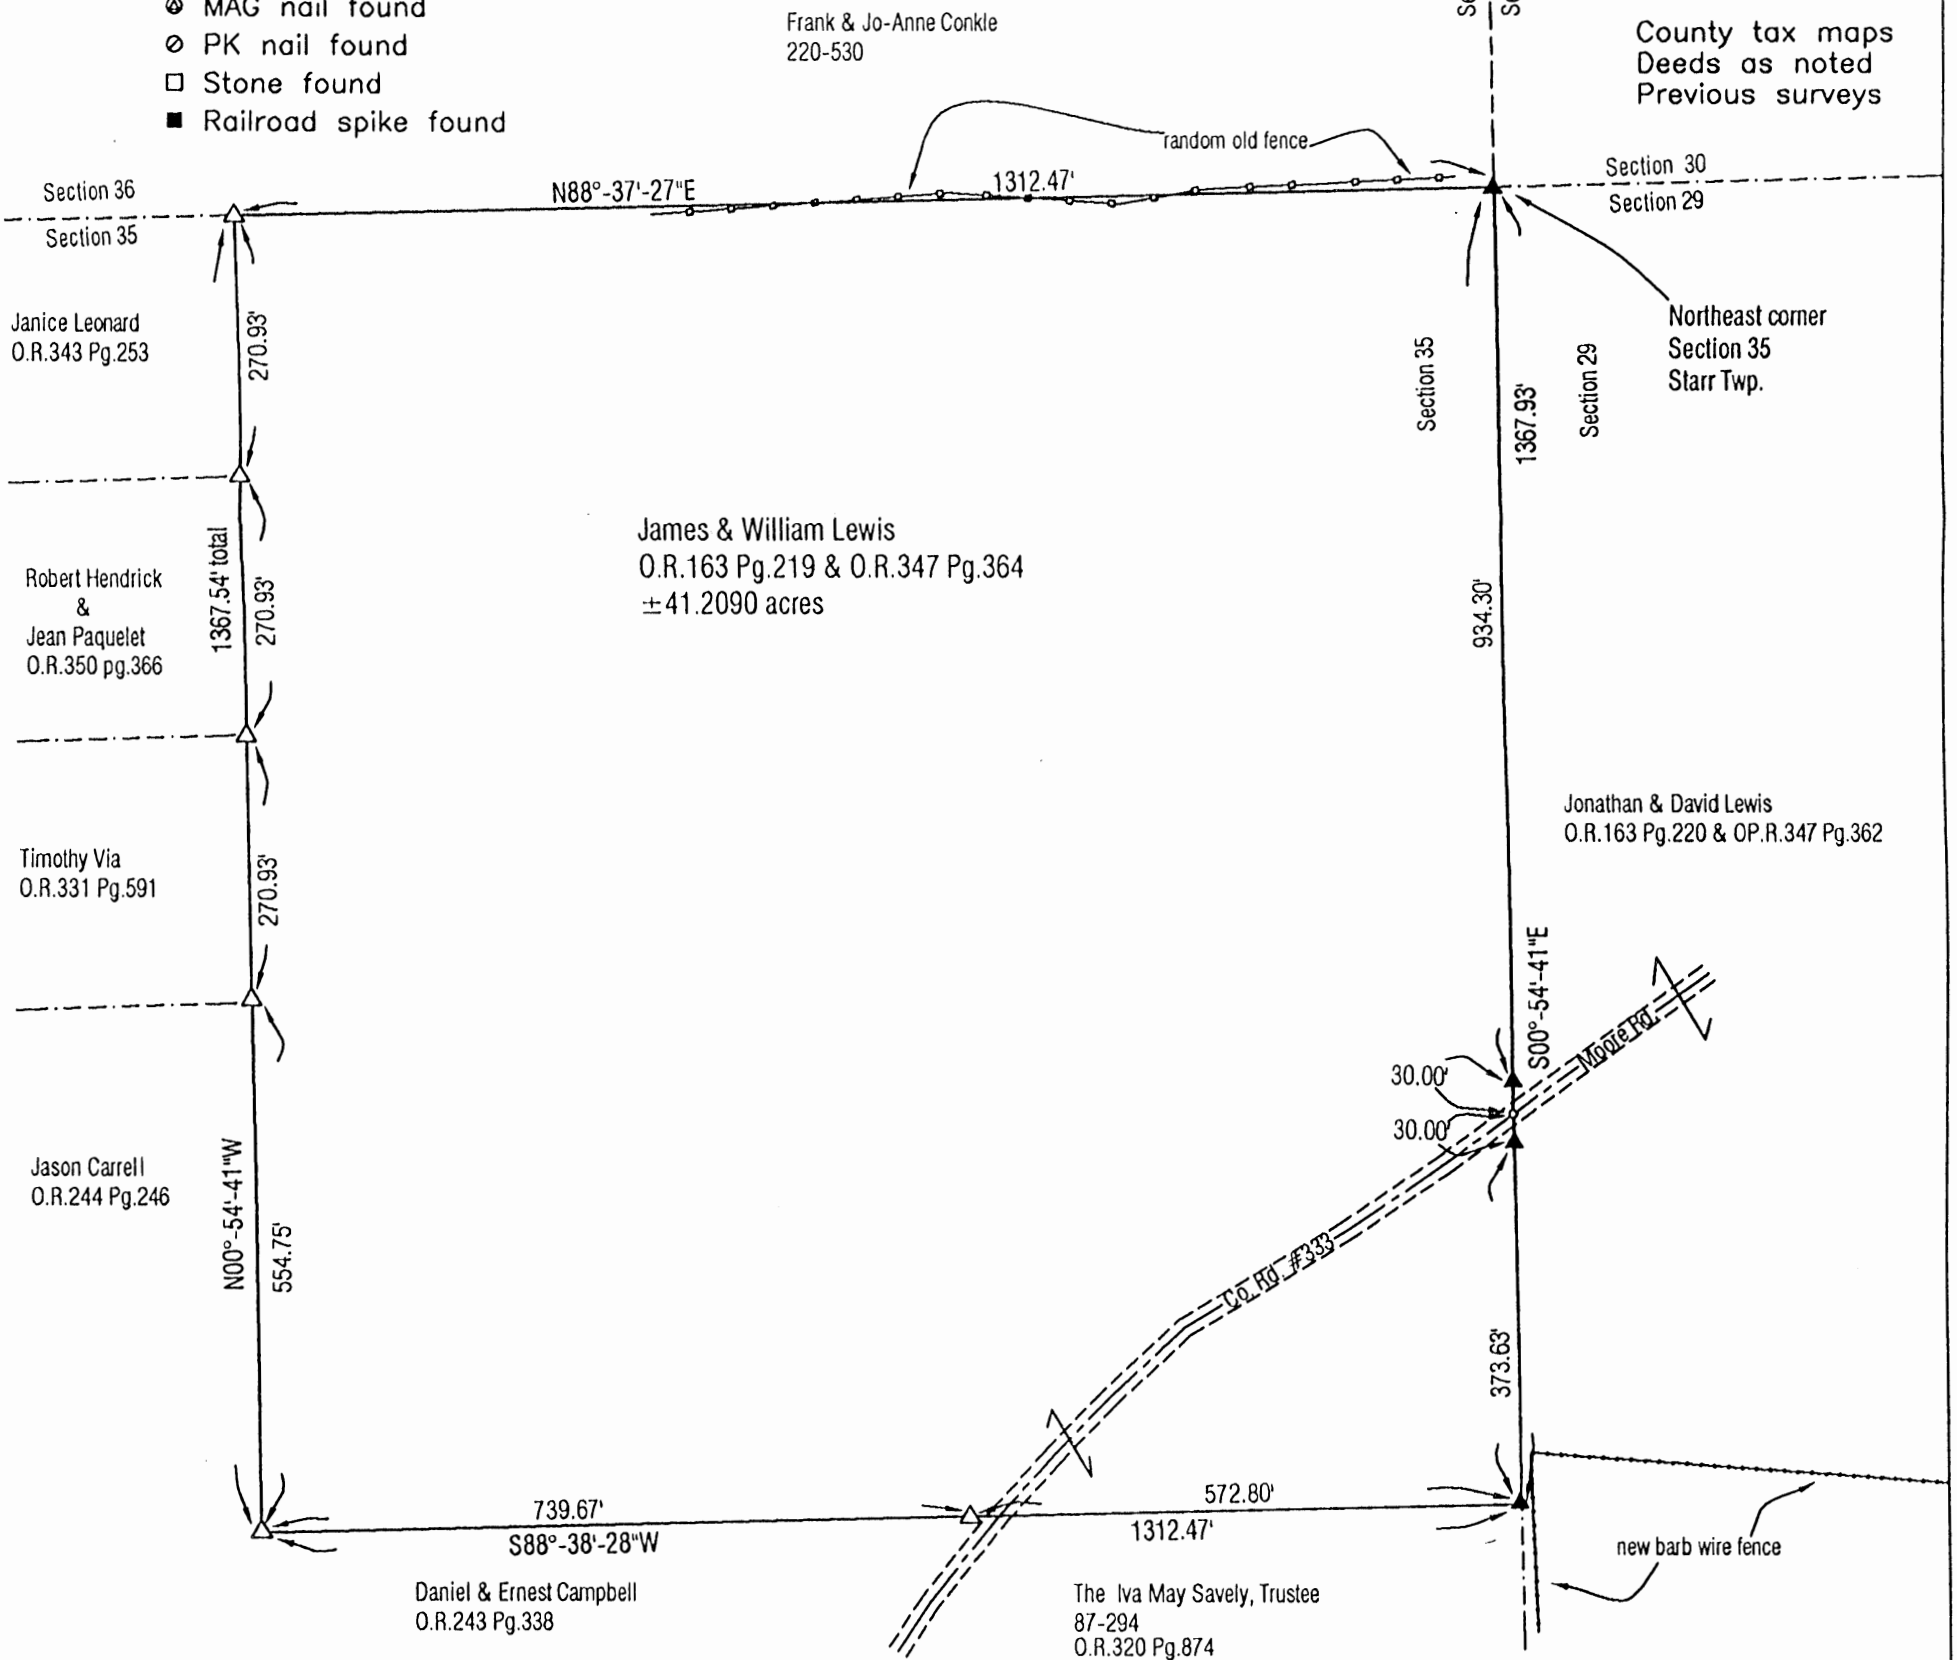 MAG nail found
PK nail found
Stone found
Railroad spike found
Frank & Jo-Anne Conkle
220-530
County tax maps
Deeds as noted
Previous surveys
random old fence
Section 36
Section 35
N88°-37'-27"E
1312.47'
Section 30
Section 29
Janice Leonard
O.R.343 Pg.253
270.93'
Section 35
1367.93'
Section 29
Northeast corner
Section 35
Starr Twp.
James & William Lewis
O.R.163 Pg.219 & O.R.347 Pg.364
±41.2090 acres
Robert Hendrick
&
Jean Paquelet
O.R.350 pg.366
1367.54' total
270.93'
934.30'
Jonathan & David Lewis
O.R.163 Pg.220 & OP.R.347 Pg.362
Timothy Via
O.R.331 Pg.591
270.93'
S00°-54'-41"E
Moore Rd.
30.00'
30.00'
Jason Carrell
O.R.244 Pg.246
N00°-54'-41"W
554.75'
Co. Rd. #333
373.63'
739.67'
S88°-38'-28"W
572.80'
1312.47'
new barb wire fence
Daniel & Ernest Campbell
O.R.243 Pg.338
The Iva May Savely, Trustee
87-294
O.R.320 Pg.874